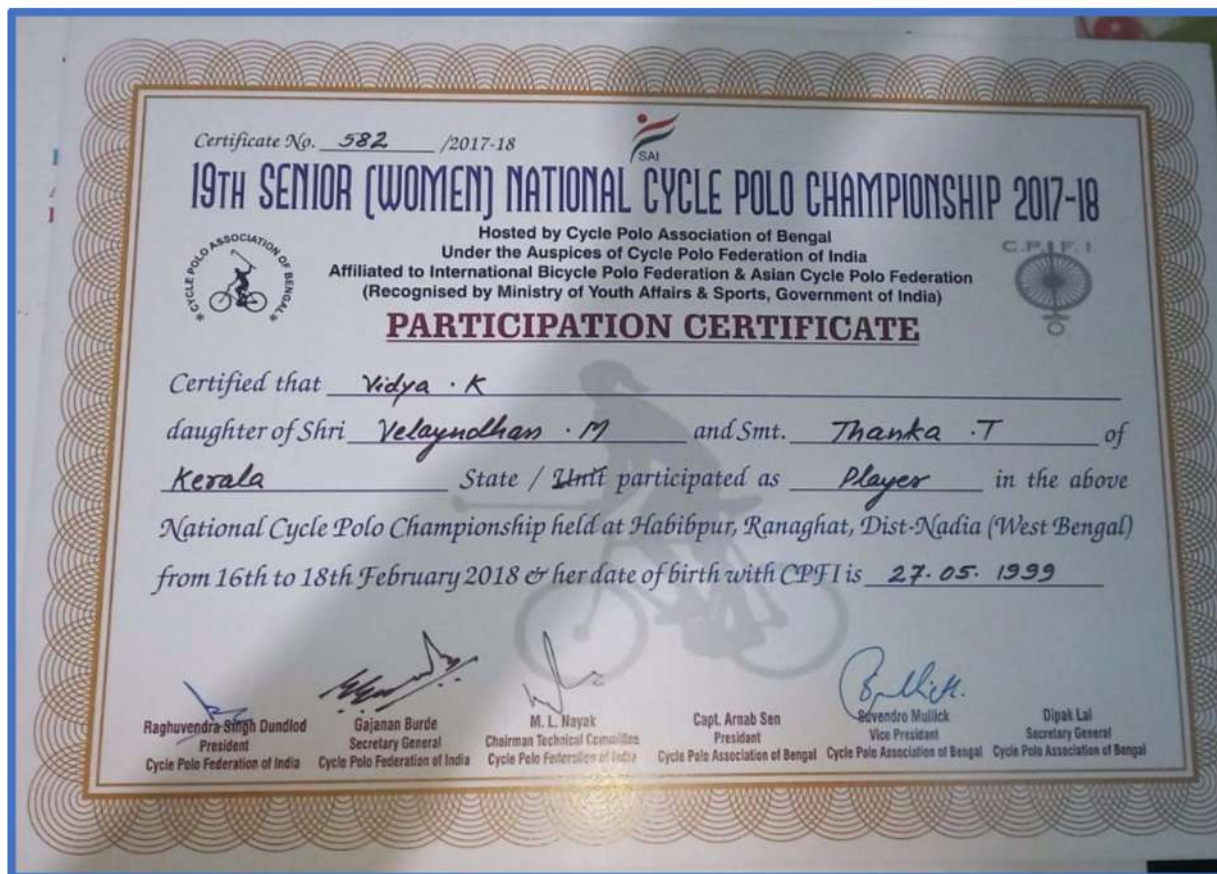 Certificate No. 582 /2017-18
SAI
19TH SENIOR (WOMEN) NATIONAL CYCLE POLO CHAMPIONSHIP 2017-18
Hosted by Cycle Polo Association of Bengal
Under the Auspices of Cycle Polo Federation of India
Affiliated to International Bicycle Polo Federation & Asian Cycle Polo Federation
(Recognised by Ministry of Youth Affairs & Sports, Government of India)
* CYCLE POLO ASSOCIATION OF BENGAL *
C.P.F.I.
PARTICIPATION CERTIFICATE
Certified that Vidya . K
daughter of Shri Velayudhan . M and Smt. Thanka . T of
Kerala State / Unit participated as Player in the above
National Cycle Polo Championship held at Habibpur, Ranaghat, Dist-Nadia (West Bengal)
from 16th to 18th February 2018 & her date of birth with CPFI is 27. 05. 1999
Raghuvendra Singh Dundlod Gajanan Burde M. L. Nayak Capt. Arnab Sen Sovendro Mullick Dipak Lal
President Secretary General Chairman Technical Committee President Vice President Secretary General
Cycle Polo Federation of India Cycle Polo Federation of India Cycle Polo Federation of India Cycle Polo Association of Bengal Cycle Polo Association of Bengal Cycle Polo Association of Bengal